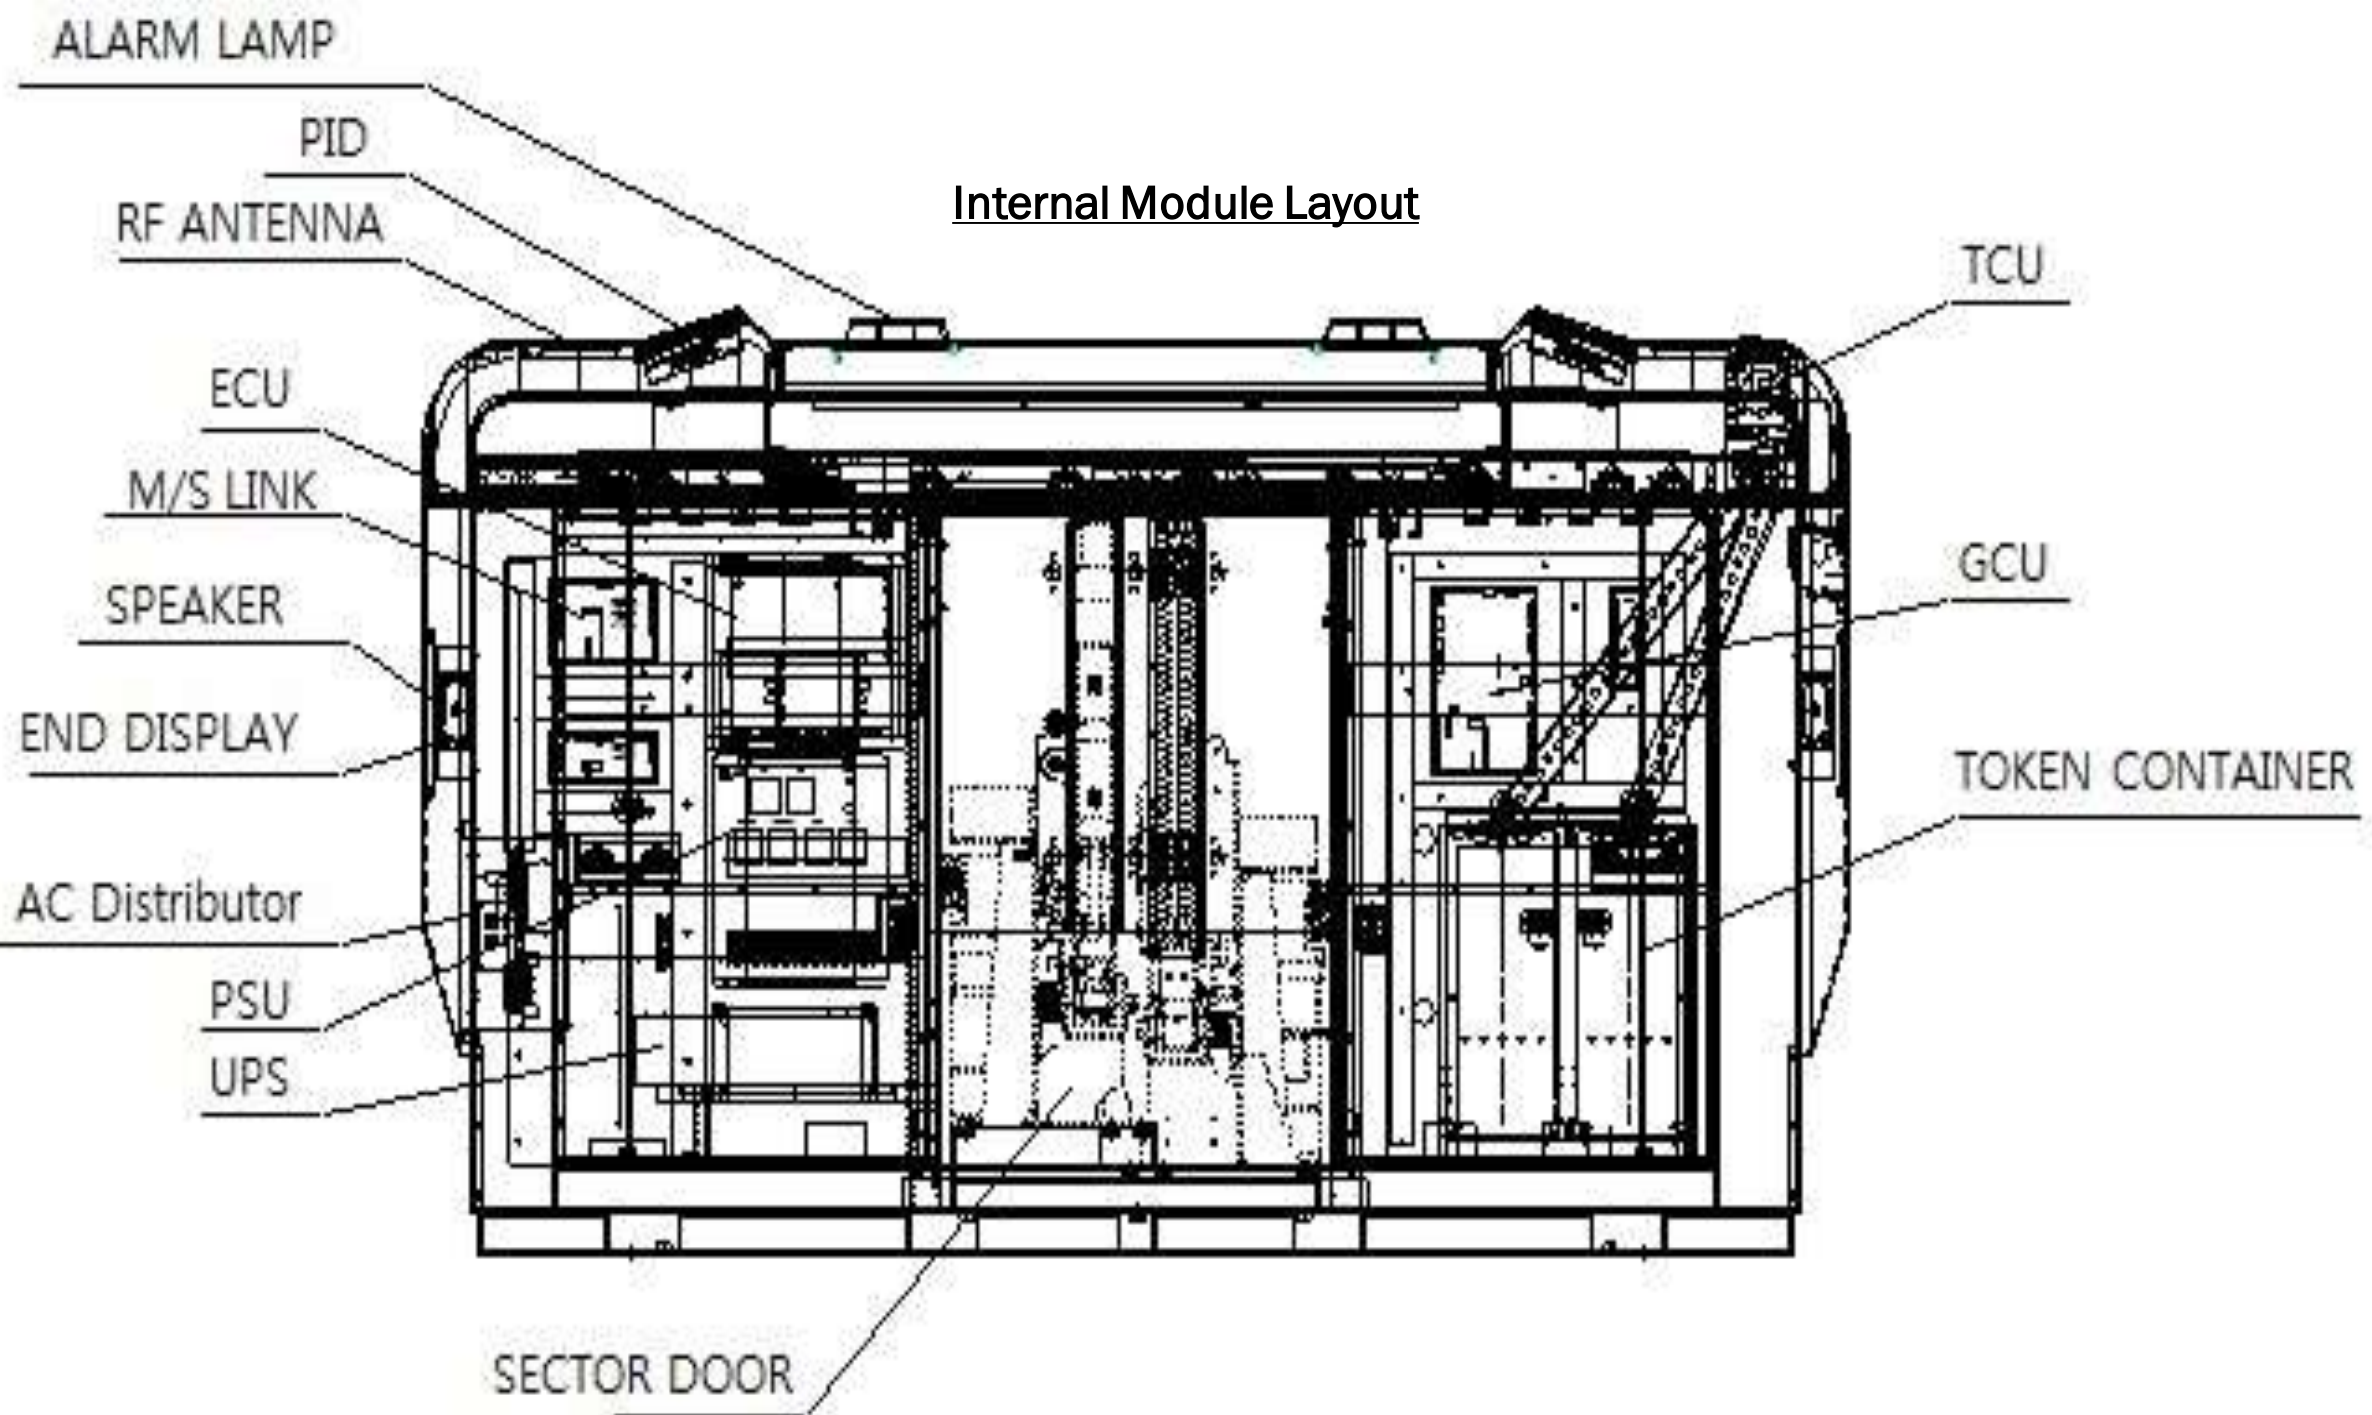 ALARM LAMP
PID
Internal Module Layout
RF ANTENNA
TCU
ECU
M/S LINK
GCU
SPEAKER
END DISPLAY
TOKEN CONTAINER
AC Distributor
PSU
UPS
SECTOR DOOR